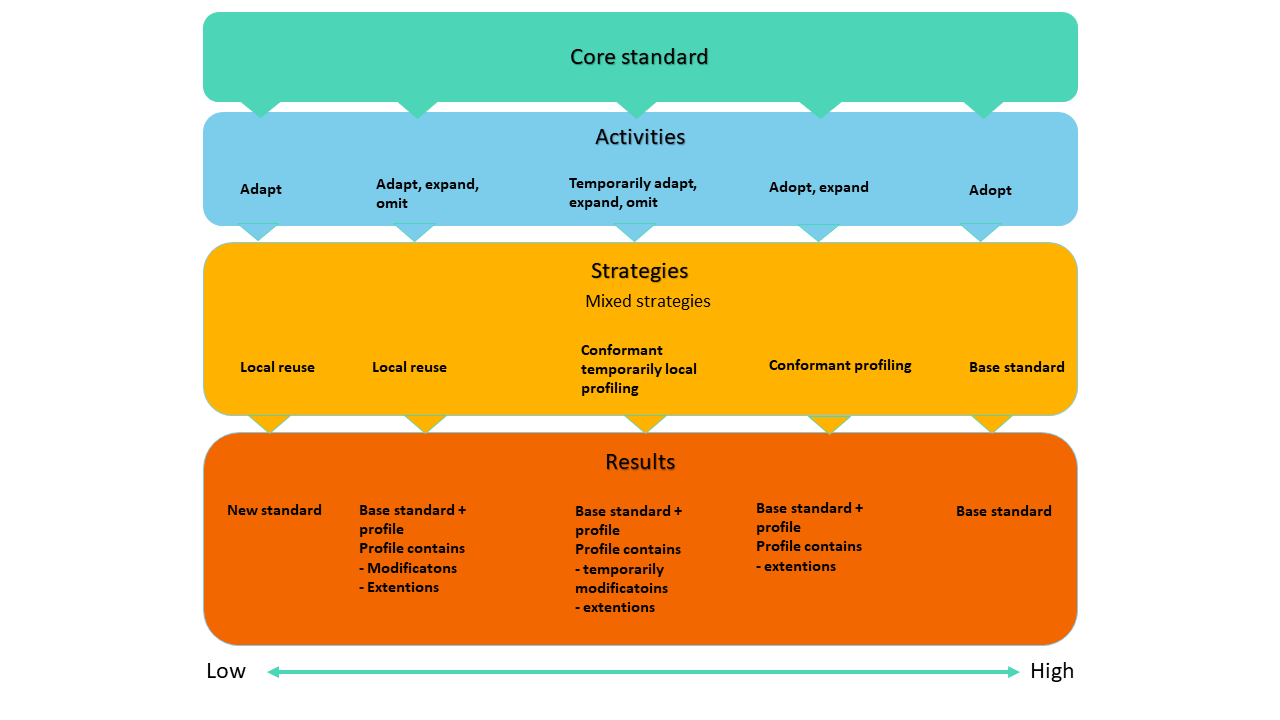 Core standard
Activities
Adapt
Adapt, expand,
omit
Temporarily adapt,
expand, omit
Adopt, expand
Adopt
Strategies
Mixed strategies
Local reuse
Local reuse
Conformant
temporarily local
profiling
Conformant profiling
Base standard
Results
New standard
Base standard +
profile
Profile contains
- Modificatons
- Extentions
Base standard +
profile
Profile contains
- temporarily
modificatoins
- extentions
Base standard +
profile
Profile contains
- extentions
Base standard
Low
High